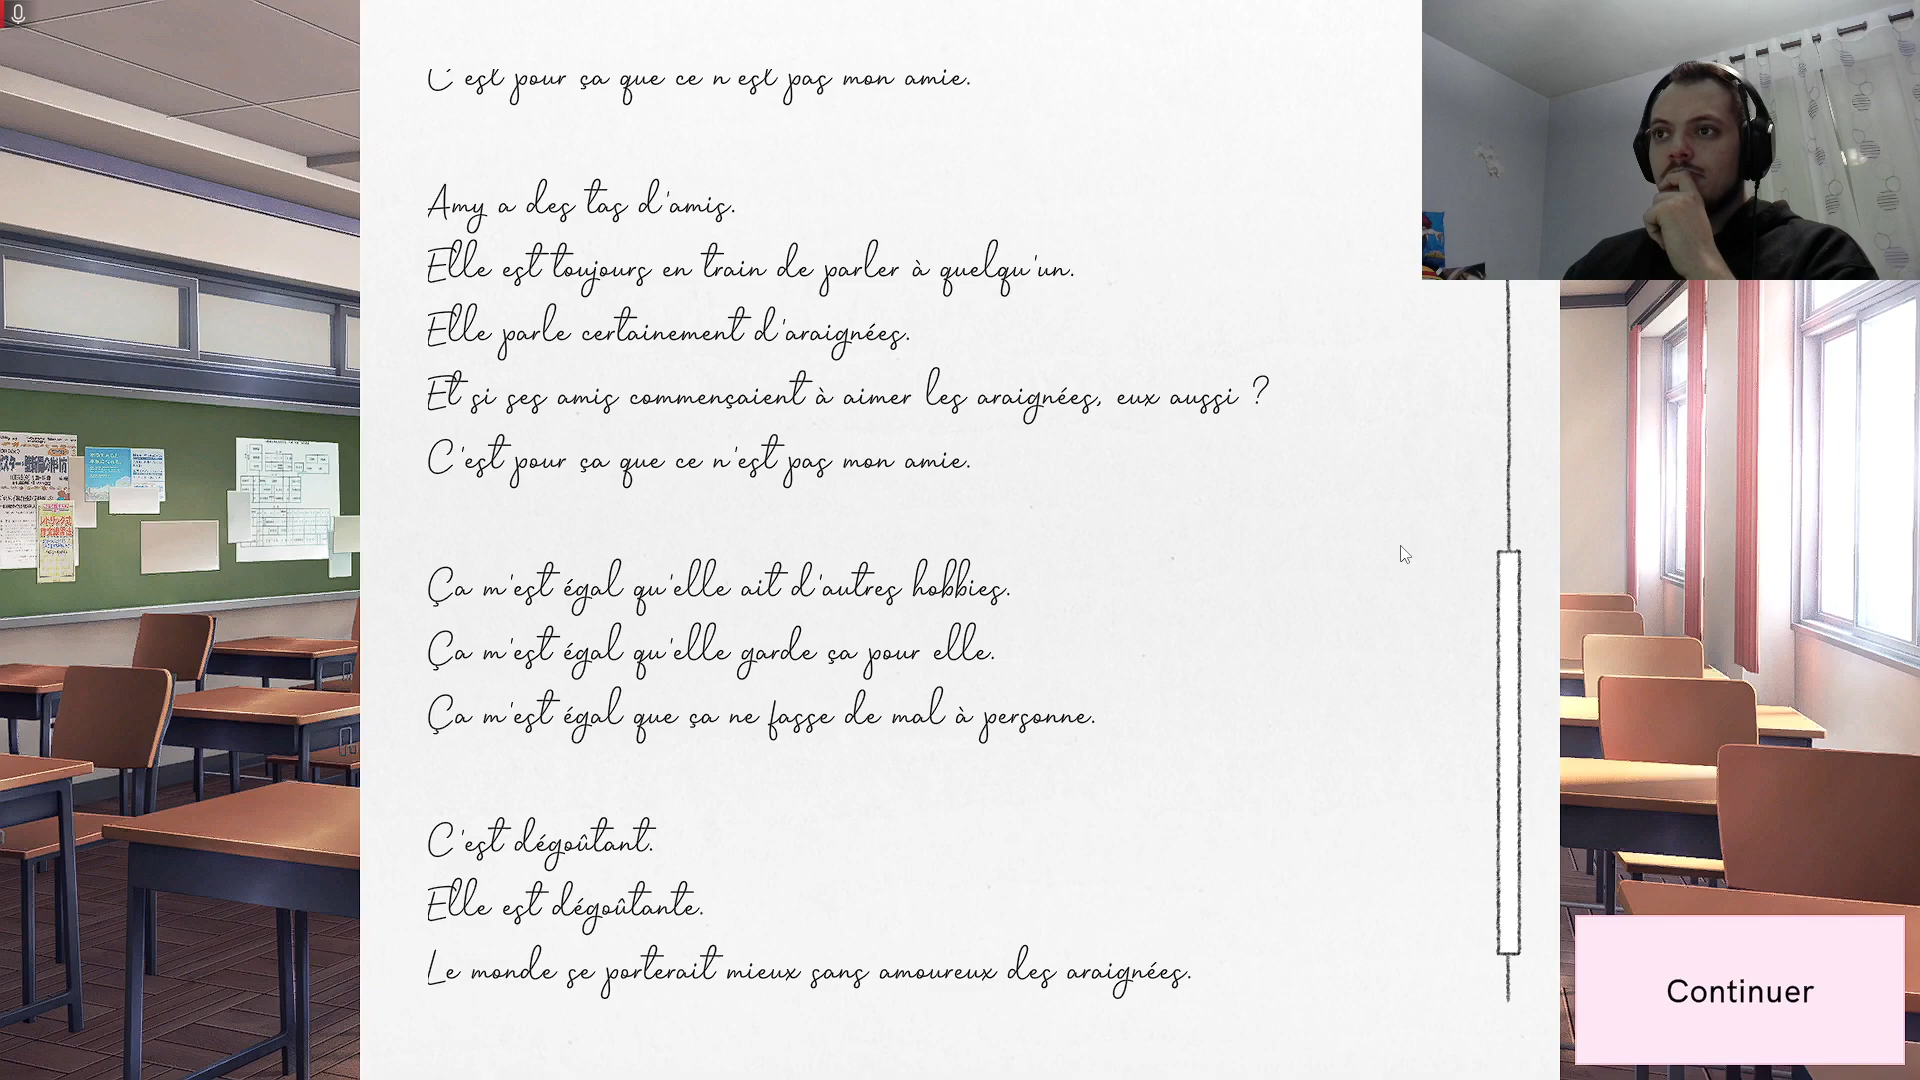 C'est pour ça que ce n'est pas mon amie.
Amy a des tas d'amis.
Elle est toujours en train de parler à quelqu'un.
Elle parle certainement d'araignées.
Et si ses amis commençaient à aimer les araignées, eux aussi ?
C'est pour ça que ce n'est pas mon amie.
Ça m'est égal qu'elle ait d'autres hobbies.
Ça m'est égal qu'elle garde ça pour elle.
Ça m'est égal que ça ne fasse de mal à personne.
C'est dégoûtant.
Elle est dégoûtante.
Le monde se porterait mieux sans amoureux des araignées.
Continuer